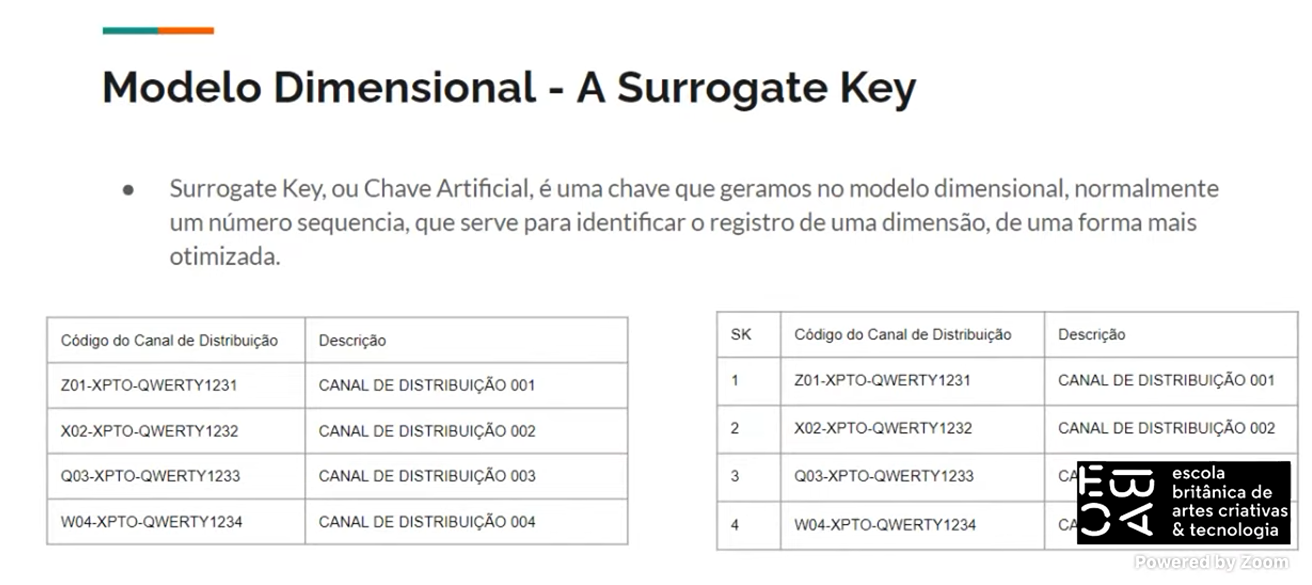 Modelo Dimensional - A Surrogate Key
● Surrogate Key, ou Chave Artificial, é uma chave que geramos no modelo dimensional, normalmente
um número sequencia, que serve para identificar o registro de uma dimensão, de uma forma mais
otimizada.
Código do Canal de Distribuição Descrição
Z01-XPTO-QWERTY1231 CANAL DE DISTRIBUIÇÃO 001
X02-XPTO-QWERTY1232 CANAL DE DISTRIBUIÇÃO 002
Q03-XPTO-QWERTY1233 CANAL DE DISTRIBUIÇÃO 003
W04-XPTO-QWERTY1234 CANAL DE DISTRIBUIÇÃO 004
SK Código do Canal de Distribuição Descrição
1 Z01-XPTO-QWERTY1231 CANAL DE DISTRIBUIÇÃO 001
2 X02-XPTO-QWERTY1232 CANAL DE DISTRIBUIÇÃO 002
3 Q03-XPTO-QWERTY1233
4 W04-XPTO-QWERTY1234
EBAC
escola
britânica de
artes criativas
& tecnologia
Powered by Zoom